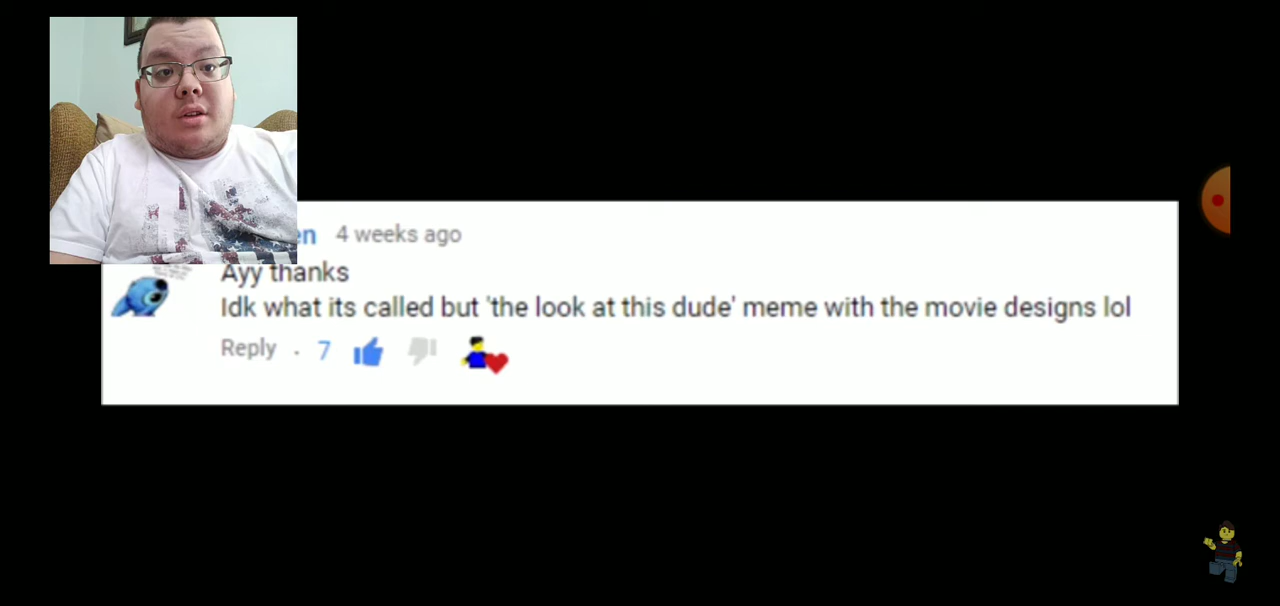 en 4 weeks ago
Ayy thanks
Idk what its called but 'the look at this dude' meme with the movie designs lol
Reply . 7